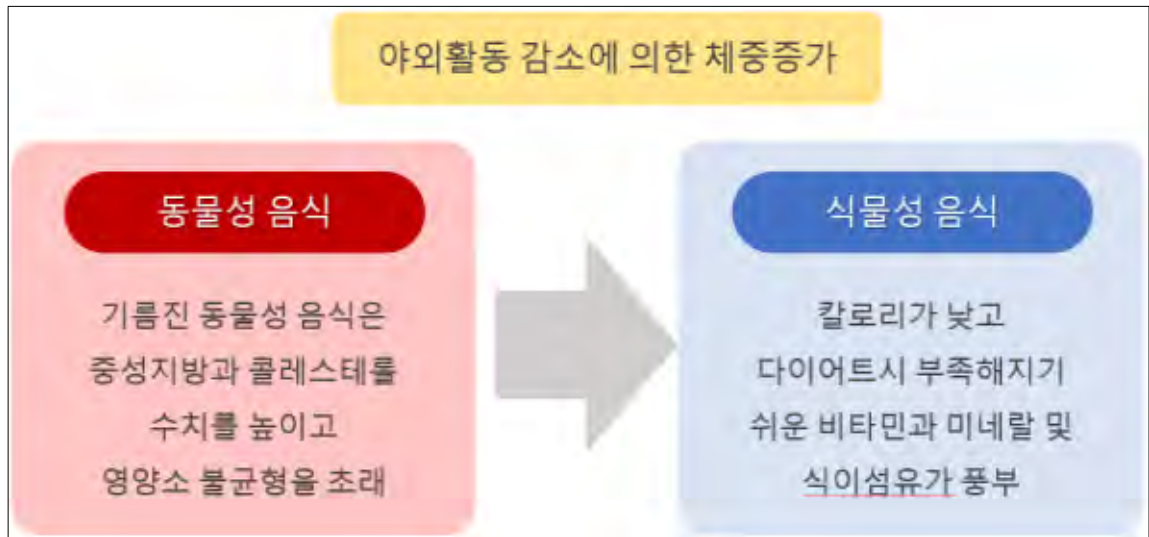 야외활동 감소에 의한 체중증가
동물성 음식
기름진 동물성 음식은
중성지방과 콜레스테롤
수치를 높이고
영양소 불균형을 초래
식물성 음식
칼로리가 낮고
다이어트시 부족해지기
쉬운 비타민과 미네랄 및
식이섬유가 풍부